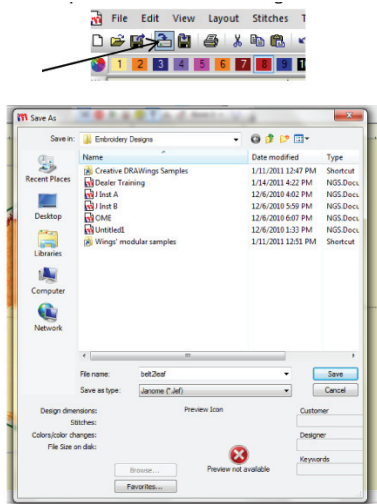 File Edit View Layout Stitches T
1 2 3 4 5 6 7 8 9 1
Save As
Save in: Embroidery Designs
Name Date modified Type
Creative DRAWings Samples 1/11/2011 12:47 PM Shortcut
Dealer Training 1/14/2011 4:22 PM NGS.Docu
J Inst A 12/6/2010 4:02 PM NGS.Docu
J Inst B 12/6/2010 5:59 PM NGS.Docu
OME 12/6/2010 6:07 PM NGS.Docu
Untitled1 12/6/2010 1:33 PM NGS.Docu
Wings' modular samples 1/11/2011 12:51 PM Shortcut
Recent Places
Desktop
Libraries
Computer
Network
File name: belt2leaf Save
Save as type: Janome (*.Jef) Cancel
Design dimensions: Preview Icon Customer
Stitches:
Colors/color changes: Designer
File Size on disk:
Preview not available Keywords
Browse...
Favorites...